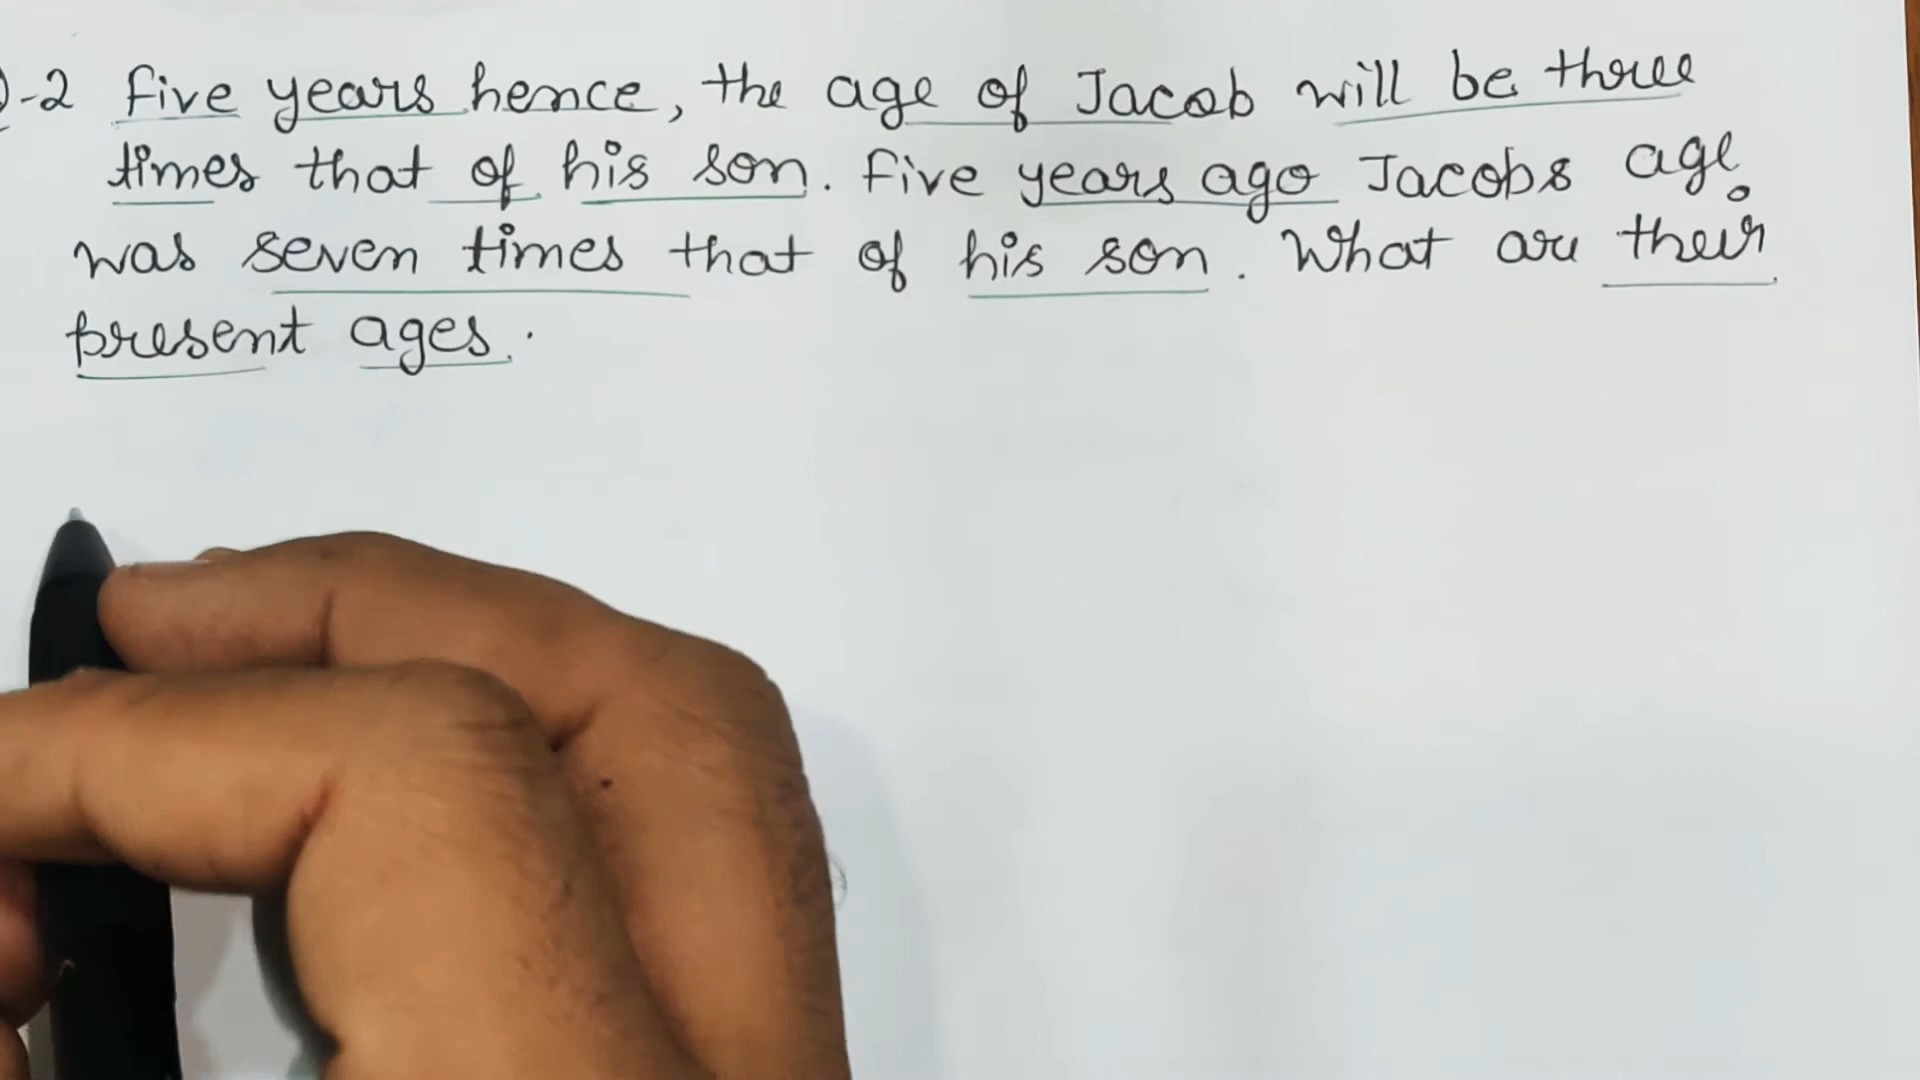 -2 Five years hence, the age of Jacob will be three
times that of his son. Five years ago Jacobs age
was seven times that of his son. What are their
present ages.